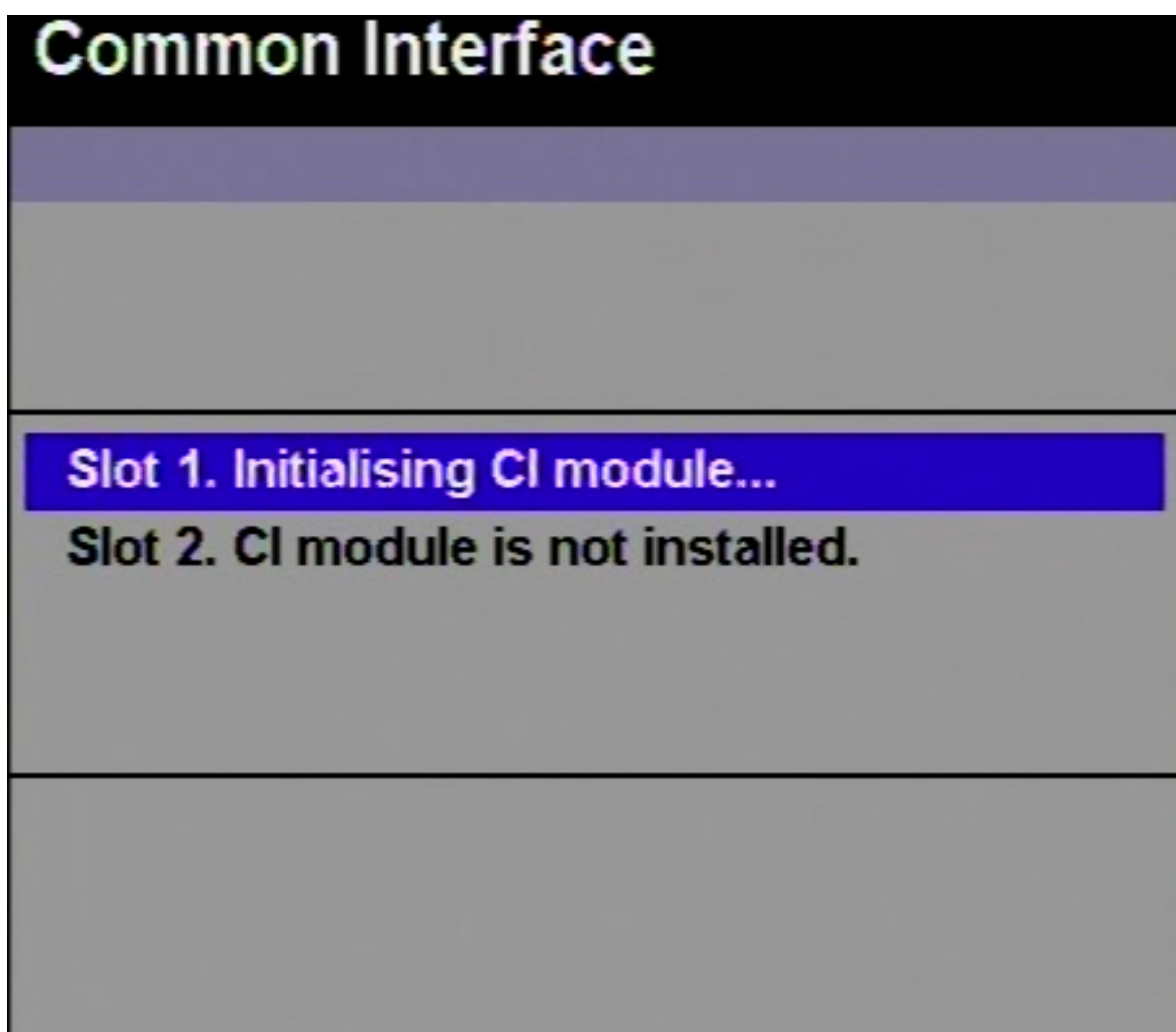 Common Interface
Slot 1. Initialising CI module...
Slot 2. CI module is not installed.